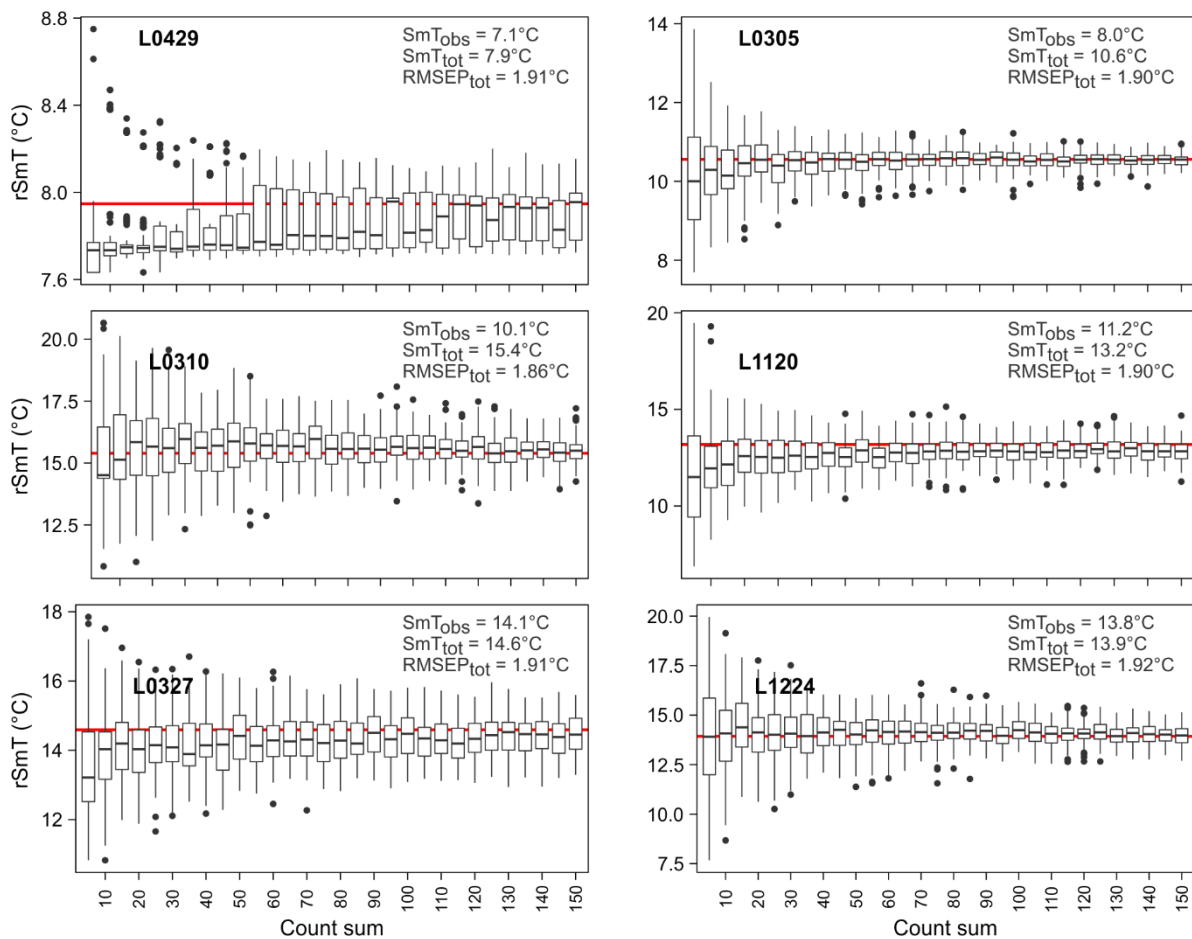 L0429
SmTobs = 7.1°C
SmTtot = 7.9°C
RMSEPtot = 1.91°C
rSmT (°C)
8.8
8.4
8.0
7.6
L0305
SmTobs = 8.0°C
SmTtot = 10.6°C
RMSEPtot = 1.90°C
14
12
10
8
L0310
SmTobs = 10.1°C
SmTtot = 15.4°C
RMSEPtot = 1.86°C
rSmT (°C)
20.0
17.5
15.0
12.5
L1120
SmTobs = 11.2°C
SmTtot = 13.2°C
RMSEPtot = 1.90°C
20
15
10
L0327
SmTobs = 14.1°C
SmTtot = 14.6°C
RMSEPtot = 1.91°C
rSmT (°C)
18
16
14
12
10 20 30 40 50 60 70 80 90 100 110 120 130 140 150
Count sum
L1224
SmTobs = 13.8°C
SmTtot = 13.9°C
RMSEPtot = 1.92°C
20.0
17.5
15.0
12.5
10.0
7.5
10 20 30 40 50 60 70 80 90 100 110 120 130 140 150
Count sum